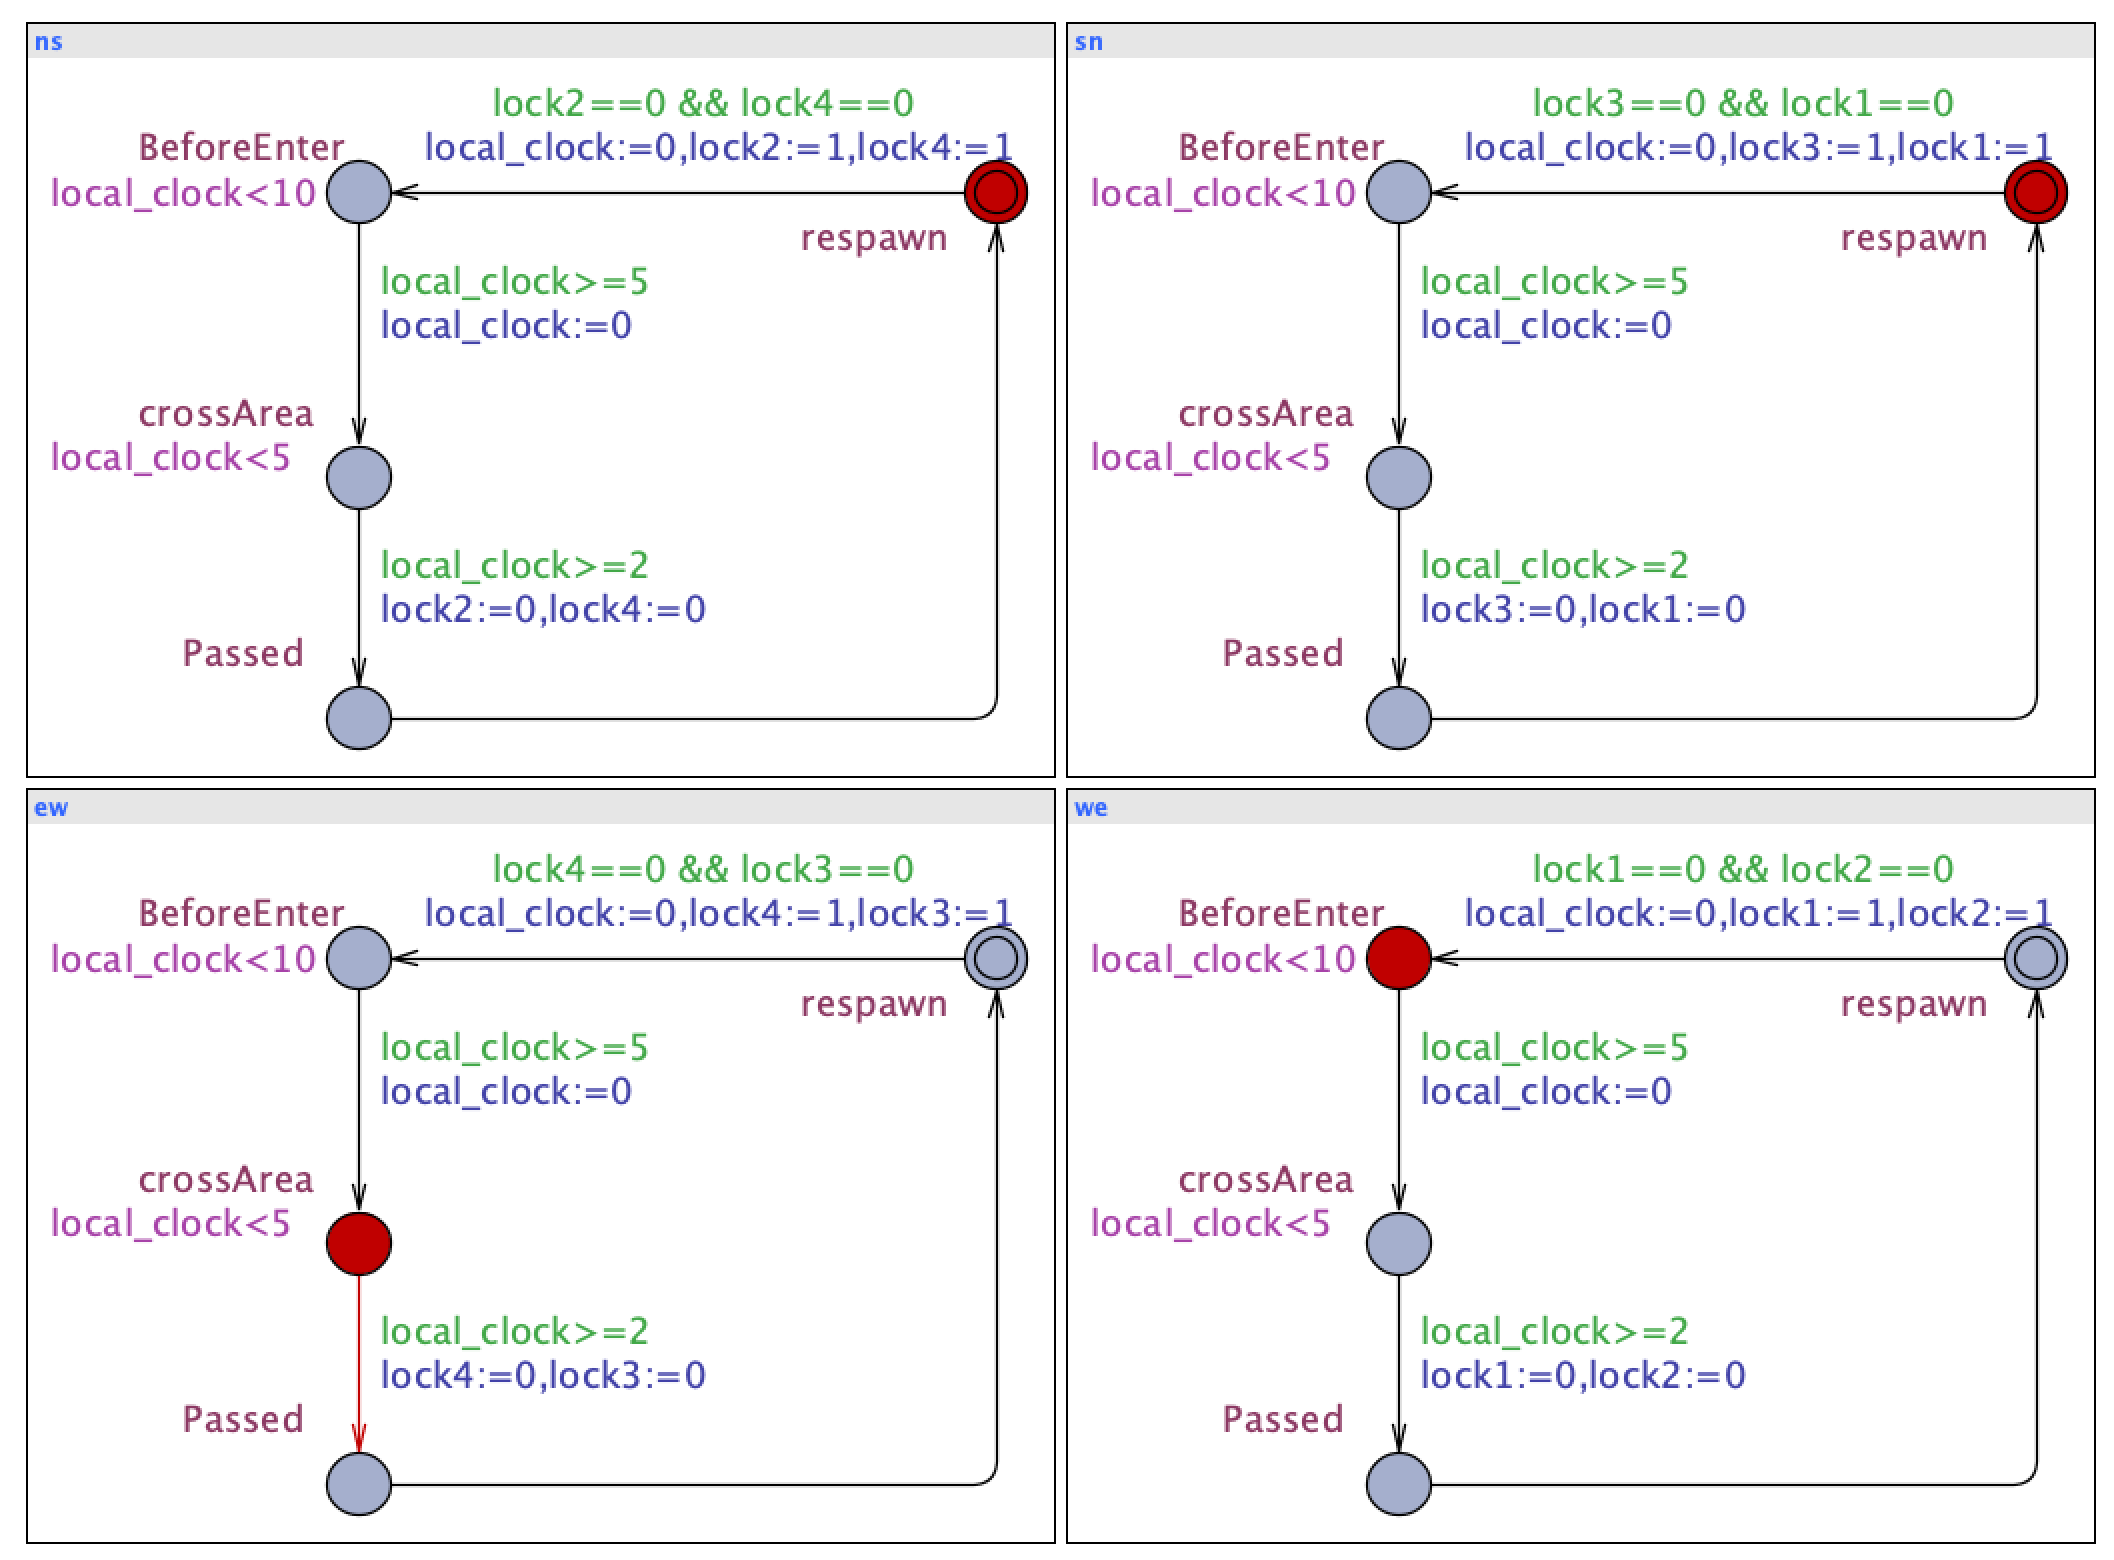 ns
lock2==0 && lock4==0
BeforeEnter
local_clock:=0,lock2:=1,lock4:=1
local_clock<10
respawn
local_clock>=5
local_clock:=0
crossArea
local_clock<5
local_clock>=2
lock2:=0,lock4:=0
Passed
sn
lock3==0 && lock1==0
BeforeEnter
local_clock:=0,lock3:=1,lock1:=1
local_clock<10
respawn
local_clock>=5
local_clock:=0
crossArea
local_clock<5
local_clock>=2
lock3:=0,lock1:=0
Passed
ew
lock4==0 && lock3==0
BeforeEnter
local_clock:=0,lock4:=1,lock3:=1
local_clock<10
respawn
local_clock>=5
local_clock:=0
crossArea
local_clock<5
local_clock>=2
lock4:=0,lock3:=0
Passed
we
lock1==0 && lock2==0
BeforeEnter
local_clock:=0,lock1:=1,lock2:=1
local_clock<10
respawn
local_clock>=5
local_clock:=0
crossArea
local_clock<5
local_clock>=2
lock1:=0,lock2:=0
Passed